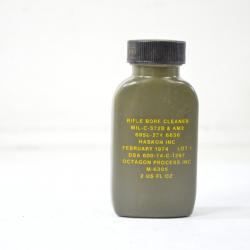 RIFLE BORE CLEANER
MIL-C-372B & AM2
6850-224-6656
HASKON INC
FEBRUARY 1974 LOT 1
DSA 600-74-C-1267
OCTAGON PROCESS INC
M-6305
2 US FL OZ